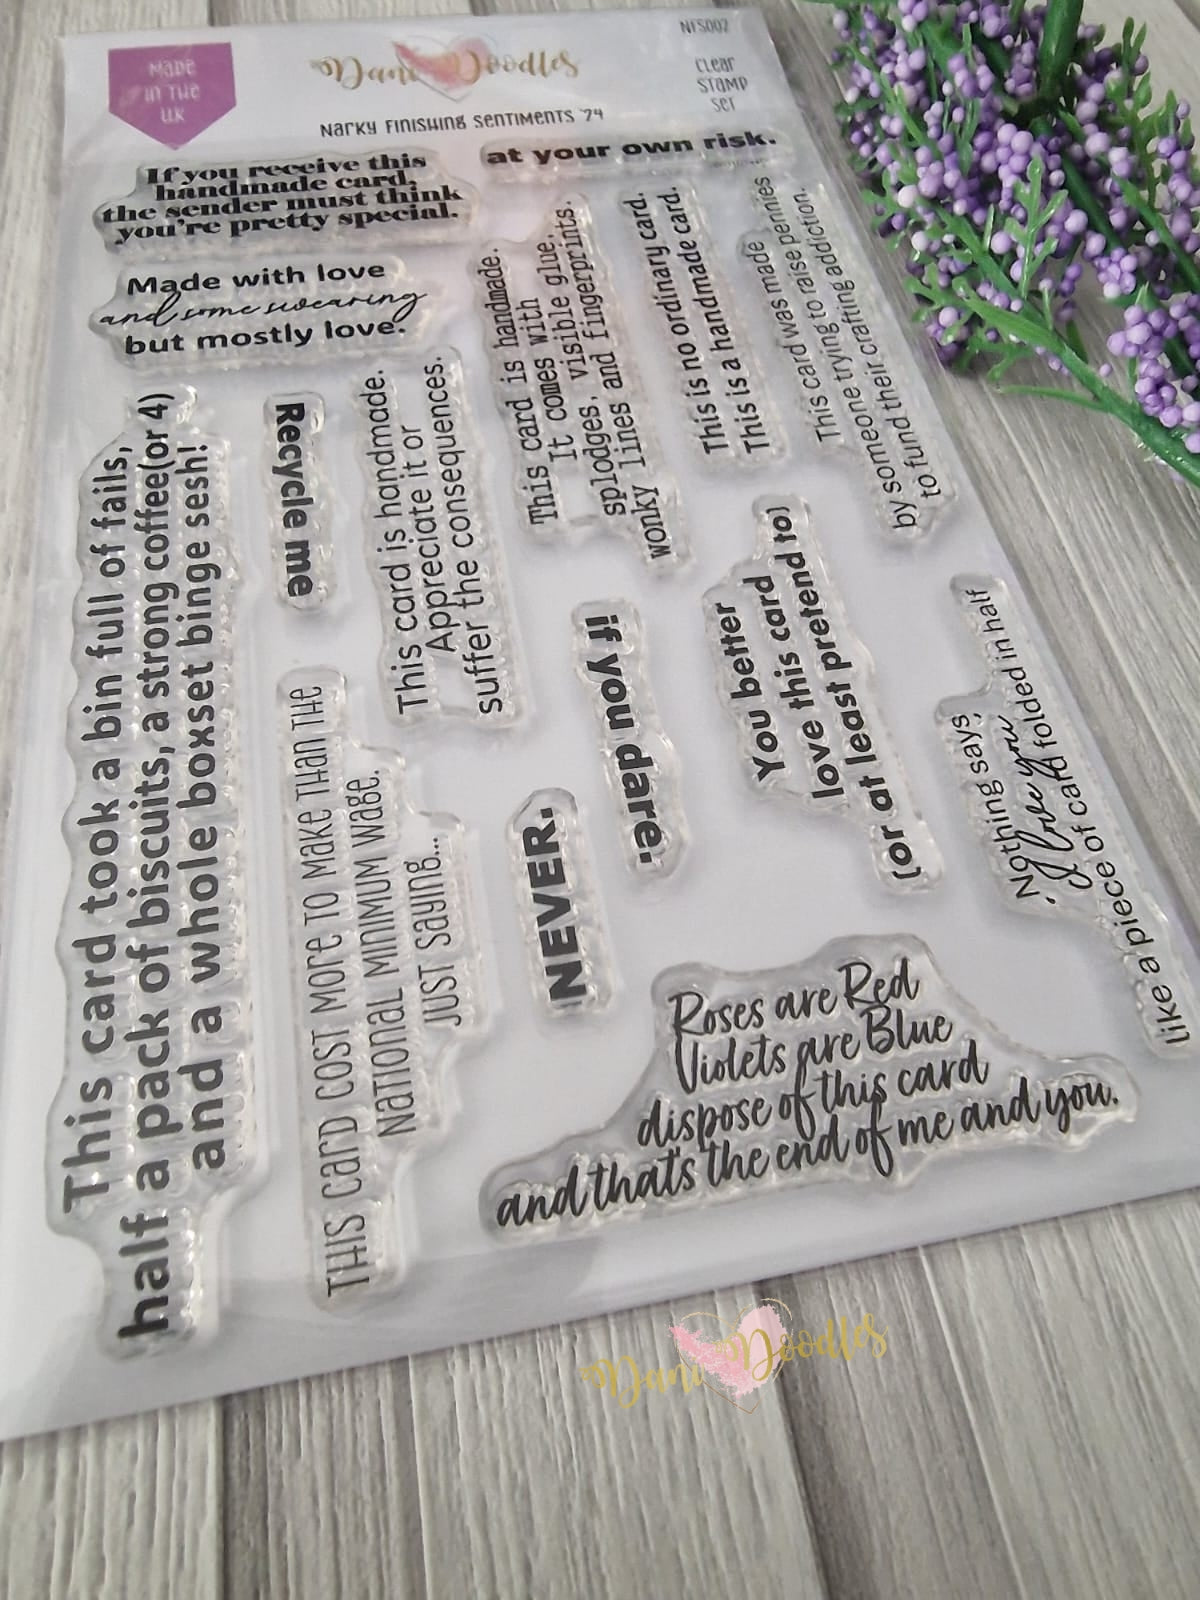 Made
in the
UK
Dani Doodles
Narky Finishing Sentiments '24
NFS002
Clear
Stamp
Set
If you receive this
handmade card,
the sender must think
you're pretty special.
at your own risk.
Made with love
and some swearing
but mostly love.
This card is handmade.
It comes with
splodges, visible glue,
wonky lines and fingerprints.
This is no ordinary card.
This is a handmade card.
This card was made
by someone trying to raise pennies
to fund their crafting addiction.
This card took a bin full of fails,
half a pack of biscuits, a strong coffee(or 4)
and a whole boxset binge sesh!
Recycle me
This card is handmade.
Appreciate it or
suffer the consequences.
if you dare.
You better
love this card
(or at least pretend to)
Nothing says,
'I love you'
like a piece of card folded in half
This card cost more to make than the
national minimum wage.
Just saying...
NEVER.
Roses are Red
Violets are Blue
dispose of this card
and that's the end of me and you.
Dani Doodles